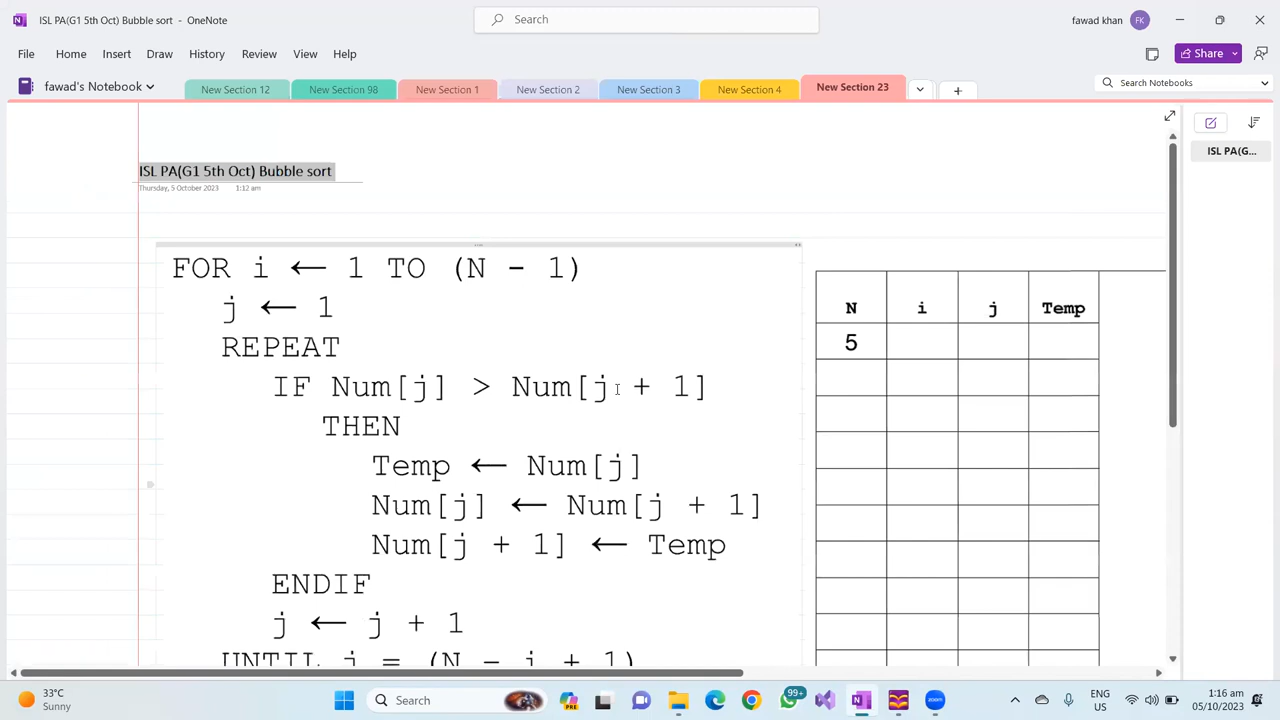 ISL PA(G1 5th Oct) Bubble sort - OneNote
Search
fawad khan
FK
File Home Insert Draw History Review View Help
Share
fawad's Notebook
New Section 12
New Section 98
New Section 1
New Section 2
New Section 3
New Section 4
New Section 23
+
Search Notebooks
ISL PA(G1 5th Oct) Bubble sort
Thursday, 5 October 2023 1:12 am
ISL PA(G...
FOR i ← 1 TO (N - 1)
j ← 1
REPEAT
IF Num[j] > Num[j + 1]
THEN
Temp ← Num[j]
Num[j] ← Num[j + 1]
Num[j + 1] ← Temp
ENDIF
j ← j + 1
UNTIL j = (N - i + 1)
N i j Temp
5
33°C
Sunny
Search
PRE
99+
zoom
ENG
US
1:16 am
05/10/2023